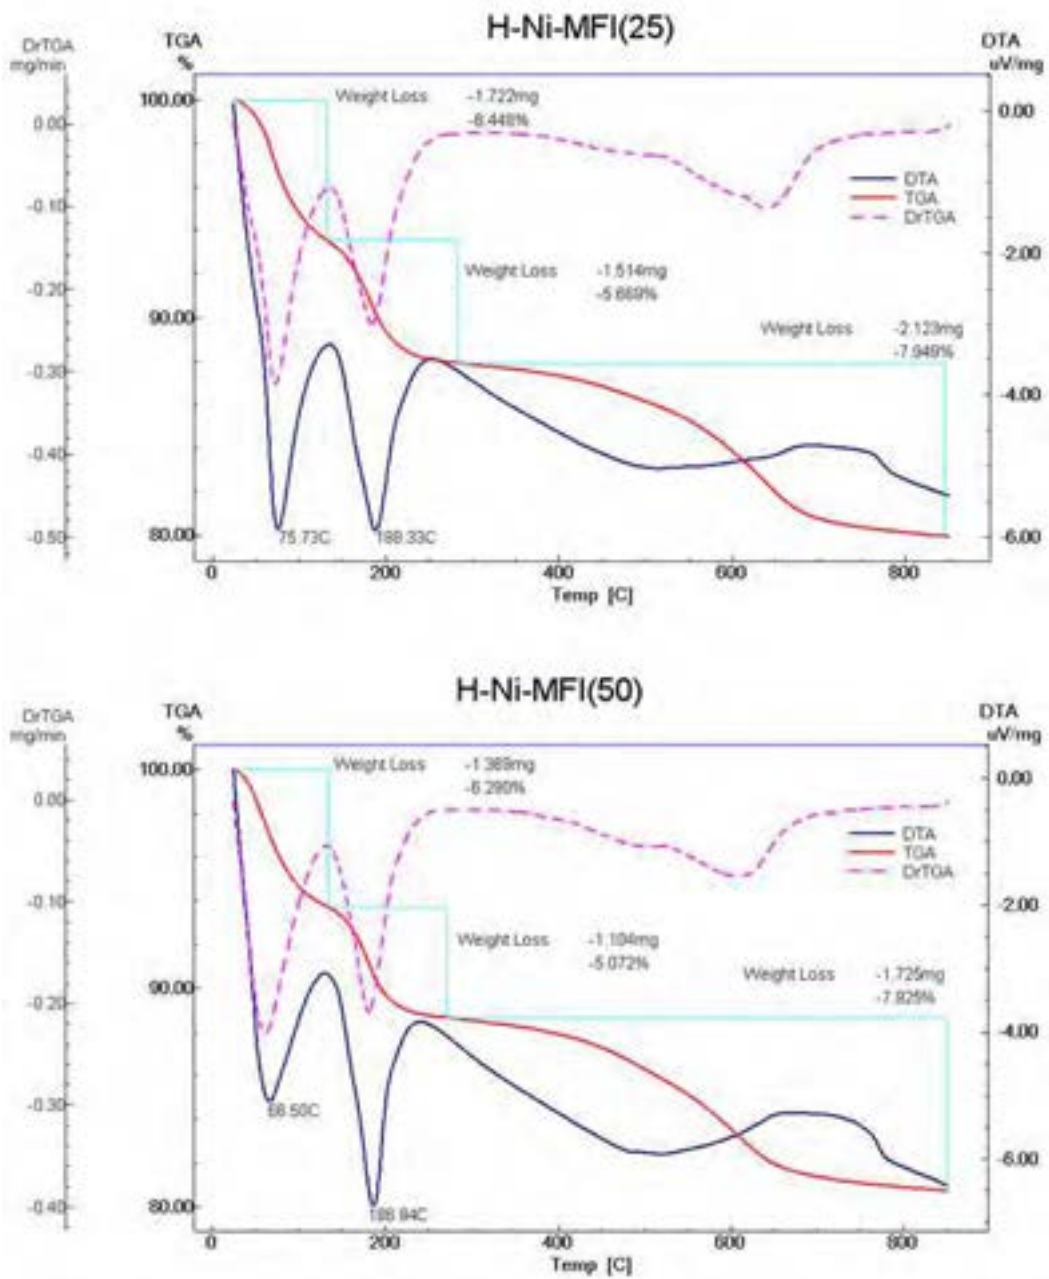 H-Ni-MFI(25)
DrTGA
mg/min
TGA
%
DTA
uV/mg
100.00
90.00
80.00
0.00
-0.10
-0.20
-0.30
-0.40
-0.50
0.00
-2.00
-4.00
-6.00
Weight Loss -1.722mg
-6.448%
Weight Loss -1.514mg
-5.669%
Weight Loss -2.123mg
-7.949%
DTA
TGA
DrTGA
75.73C
188.33C
0 200 400 600 800
Temp [C]
H-Ni-MFI(50)
DrTGA
mg/min
TGA
%
DTA
uV/mg
100.00
90.00
80.00
0.00
-0.10
-0.20
-0.30
-0.40
0.00
-2.00
-4.00
-6.00
Weight Loss -1.369mg
-6.290%
Weight Loss -1.104mg
-5.072%
Weight Loss -1.725mg
-7.925%
DTA
TGA
DrTGA
66.50C
186.94C
0 200 400 600 800
Temp [C]